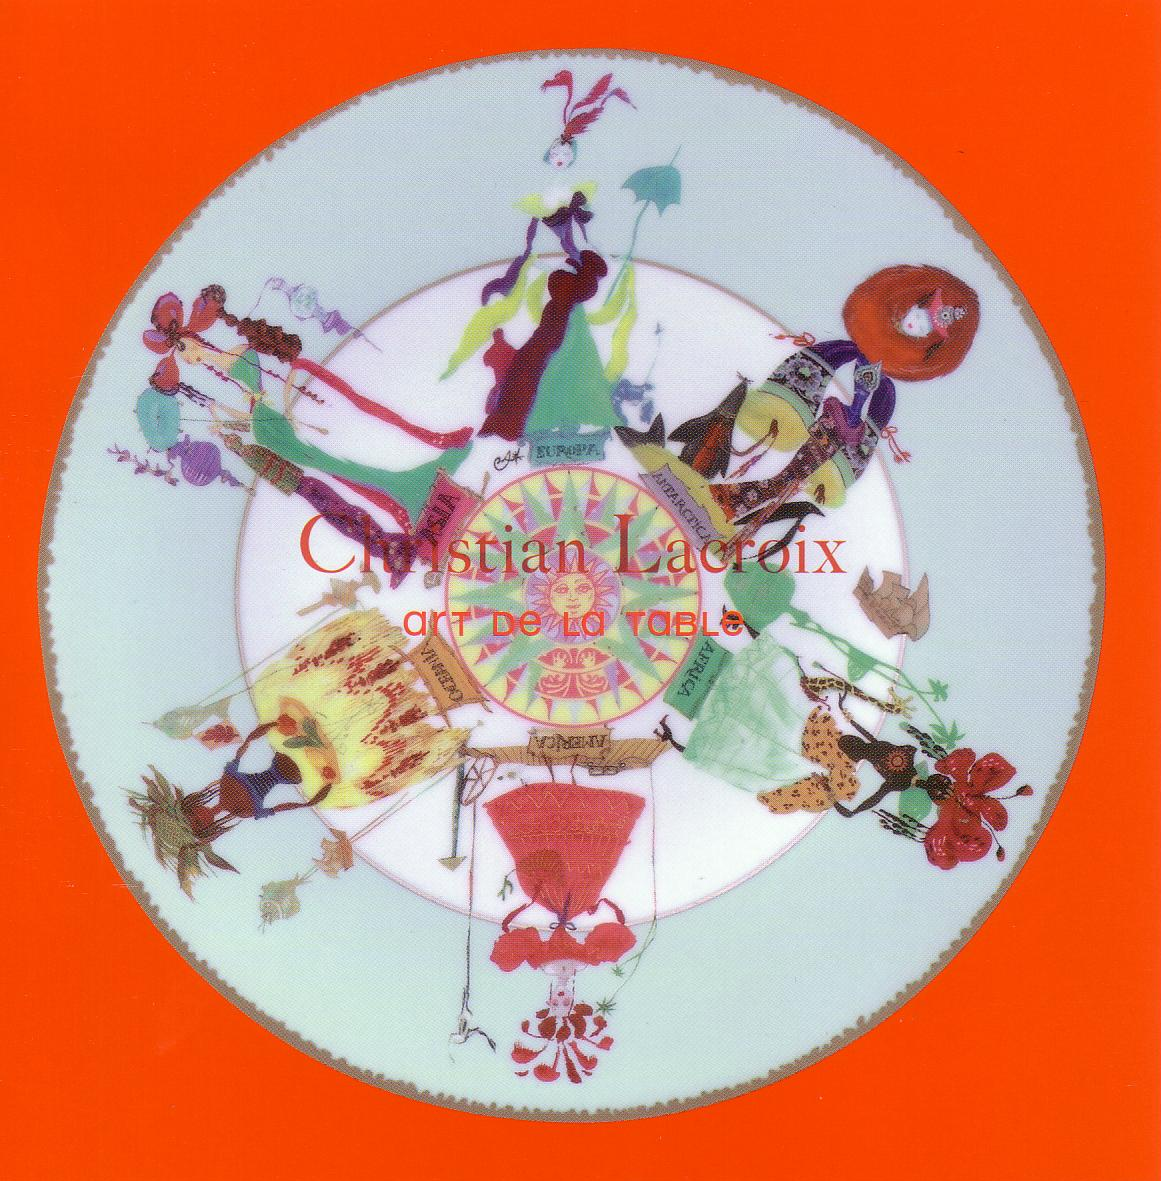 EUROPA
ANTARCTICA
ASIA
Christian Lacroix
arT De La TaBLe
OCEANIA
AFRICA
AMERICA